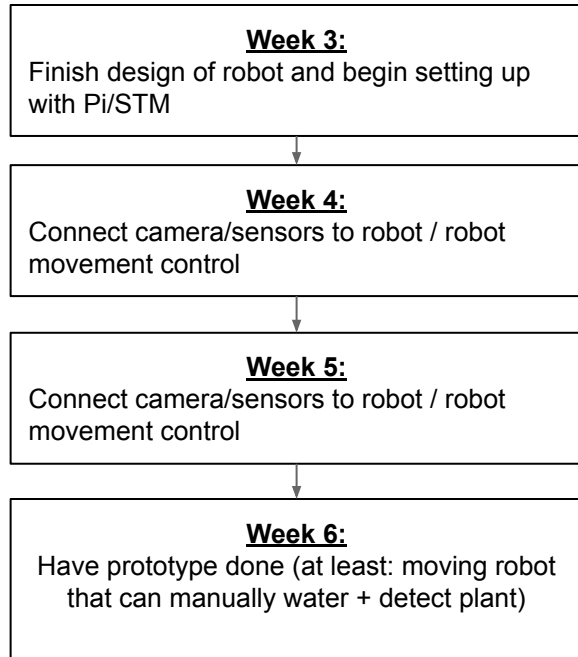 Week 3:
Finish design of robot and begin setting up
with Pi/STM
Week 4:
Connect camera/sensors to robot / robot
movement control
Week 5:
Connect camera/sensors to robot / robot
movement control
Week 6:
Have prototype done (at least: moving robot
that can manually water + detect plant)